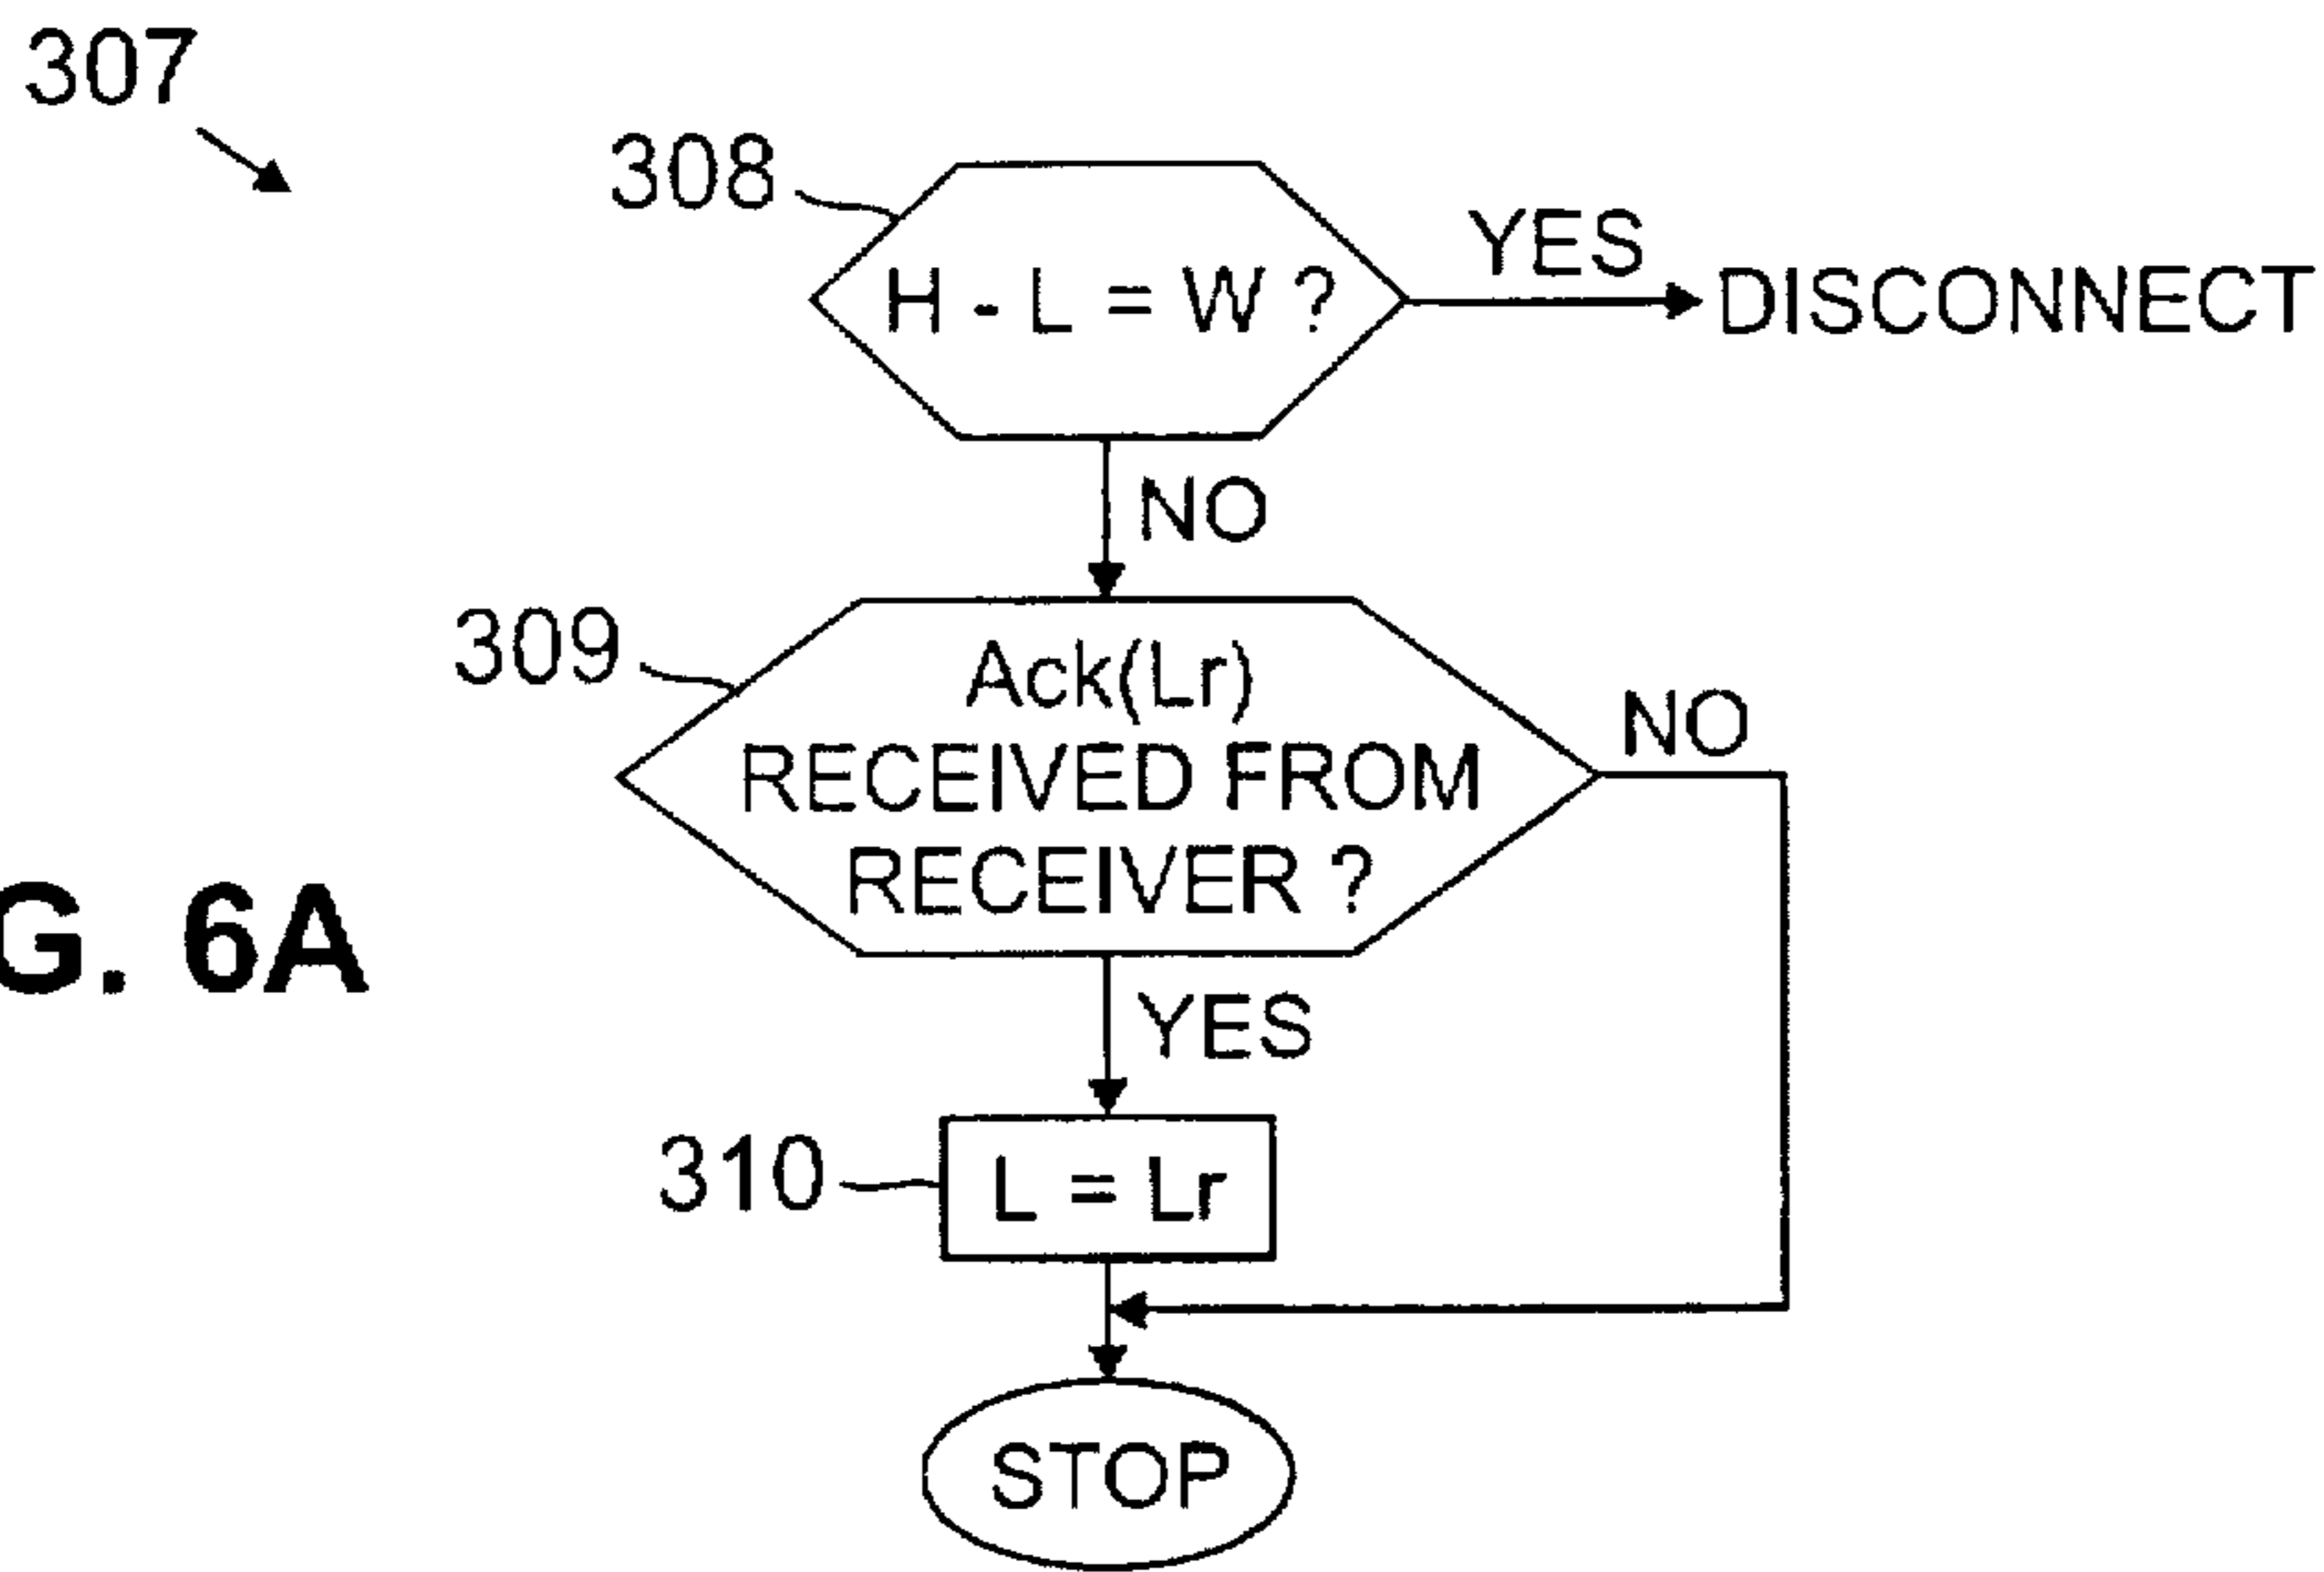 307
308
H - L = W ?
YES
DISCONNECT
NO
309
Ack(Lr)
RECEIVED FROM
RECEIVER ?
NO
G. 6A
YES
310
L = Lr
STOP